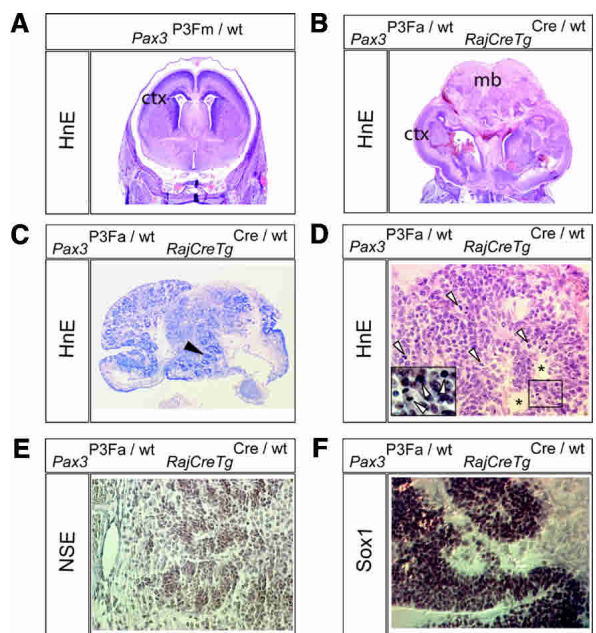 A
Pax3 P3Fm / wt
HnE
ctx
B
Pax3 P3Fa / wt RajCreTg Cre / wt
HnE
mb
ctx
C
Pax3 P3Fa / wt RajCreTg Cre / wt
HnE
D
Pax3 P3Fa / wt RajCreTg Cre / wt
HnE
*
*
E
Pax3 P3Fa / wt RajCreTg Cre / wt
NSE
F
Pax3 P3Fa / wt RajCreTg Cre / wt
Sox1